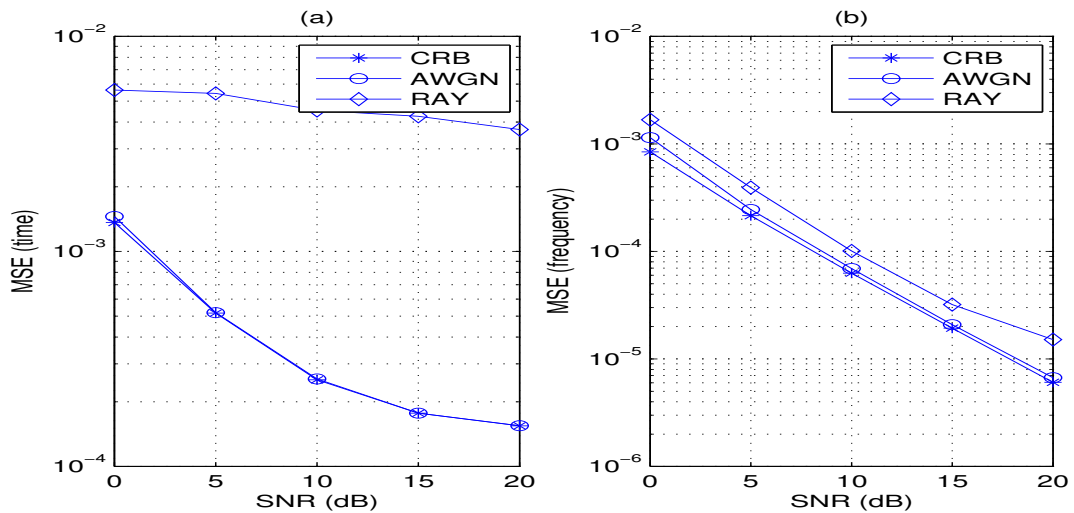 (a)
10^-2
10^-3
10^-4
MSE (time)
CRB
AWGN
RAY
0 5 10 15 20
SNR (dB)
(b)
10^-2
10^-3
10^-4
10^-5
10^-6
MSE (frequency)
CRB
AWGN
RAY
0 5 10 15 20
SNR (dB)